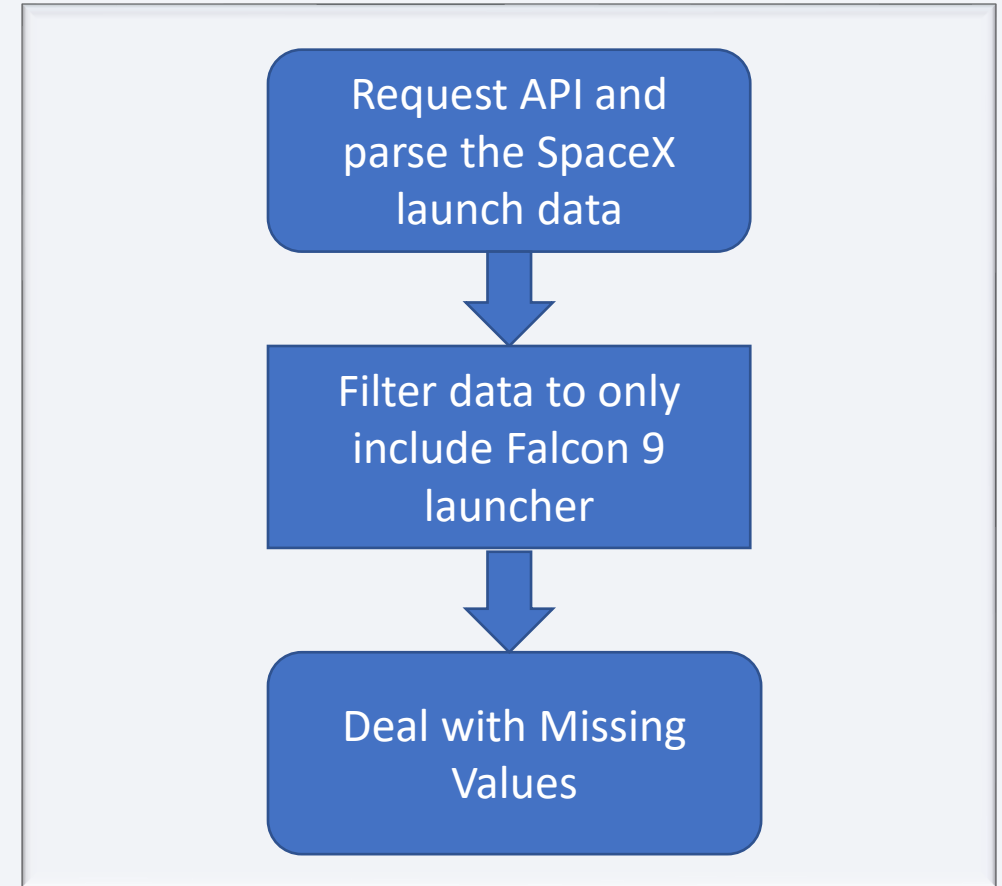 Request API and
parse the SpaceX
launch data
Filter data to only
include Falcon 9
launcher
Deal with Missing
Values